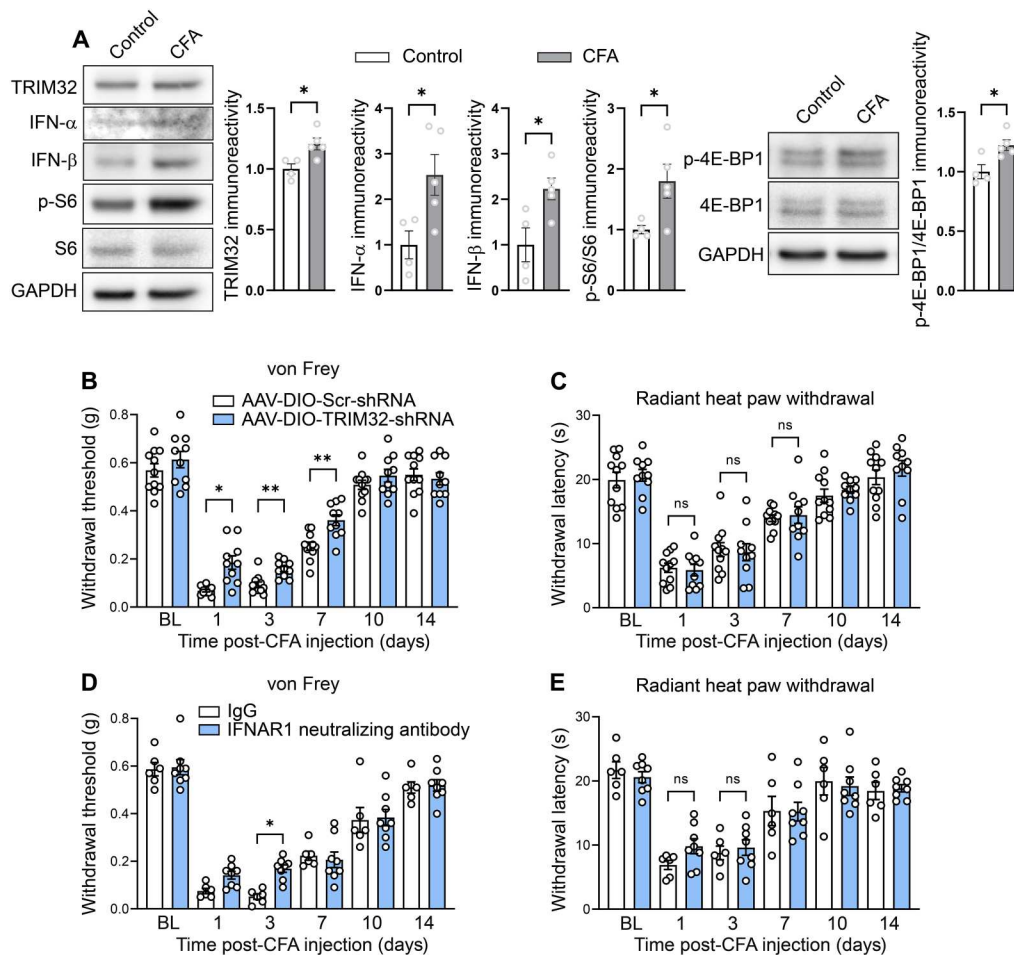 A
Control
CFA
TRIM32
IFN-α
IFN-β
p-S6
S6
GAPDH
Control
CFA
TRIM32 immunoreactivity
1.5
1.0
0.5
0.0
*
IFN-α immunoreactivity
4
2
0
*
IFN-β immunoreactivity
4
2
0
*
p-S6/S6 immunoreactivity
3
2
1
0
*
Control
CFA
p-4E-BP1
4E-BP1
GAPDH
p-4E-BP1/4E-BP1 immunoreactivity
1.5
1.0
0.5
0.0
*
B
von Frey
AAV-DIO-Scr-shRNA
AAV-DIO-TRIM32-shRNA
Withdrawal threshold (g)
0.8
0.6
0.4
0.2
0.0
*
**
**
BL 1 3 7 10 14
Time post-CFA injection (days)
C
Radiant heat paw withdrawal
Withdrawal latency (s)
30
20
10
0
ns
ns
ns
BL 1 3 7 10 14
Time post-CFA injection (days)
D
von Frey
IgG
IFNAR1 neutralizing antibody
Withdrawal threshold (g)
0.8
0.6
0.4
0.2
0.0
*
BL 1 3 7 10 14
Time post-CFA injection (days)
E
Radiant heat paw withdrawal
Withdrawal latency (s)
30
20
10
0
ns
ns
BL 1 3 7 10 14
Time post-CFA injection (days)